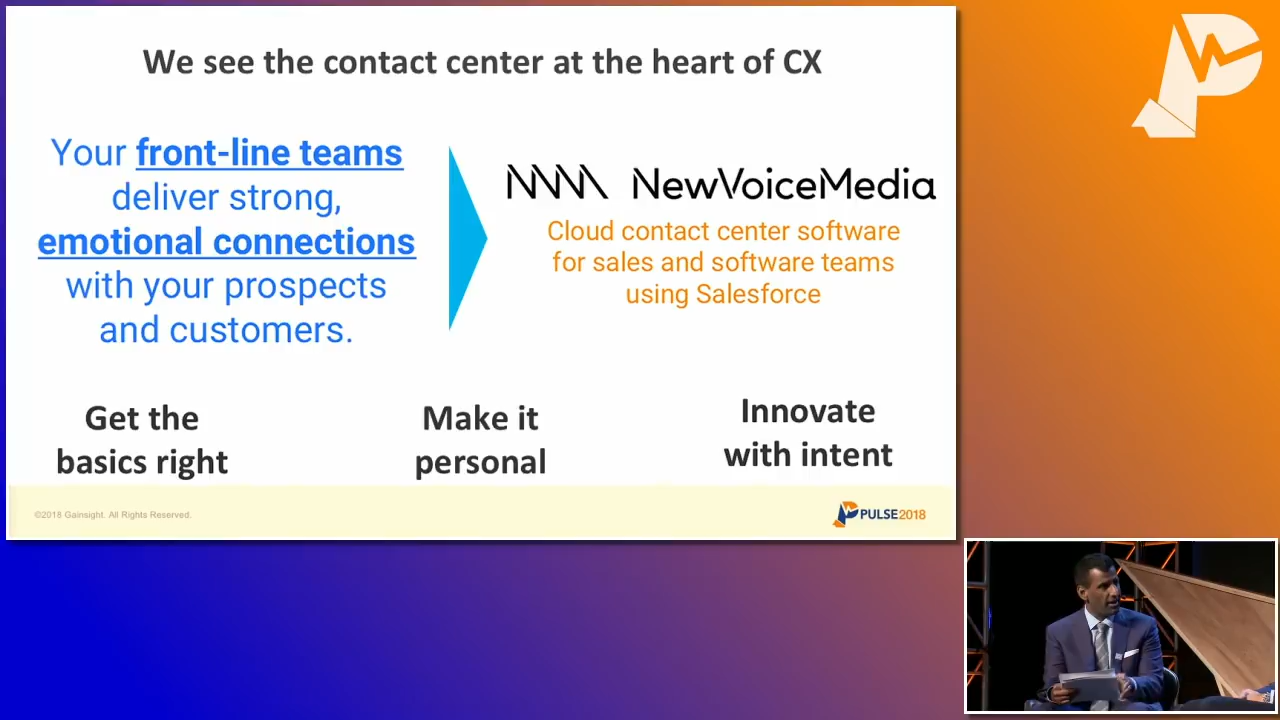 We see the contact center at the heart of CX
Your front-line teams
deliver strong,
emotional connections
with your prospects
and customers.
NewVoiceMedia
Cloud contact center software
for sales and software teams
using Salesforce
Get the
basics right
Make it
personal
Innovate
with intent
©2018 Gainsight. All Rights Reserved.
PULSE2018